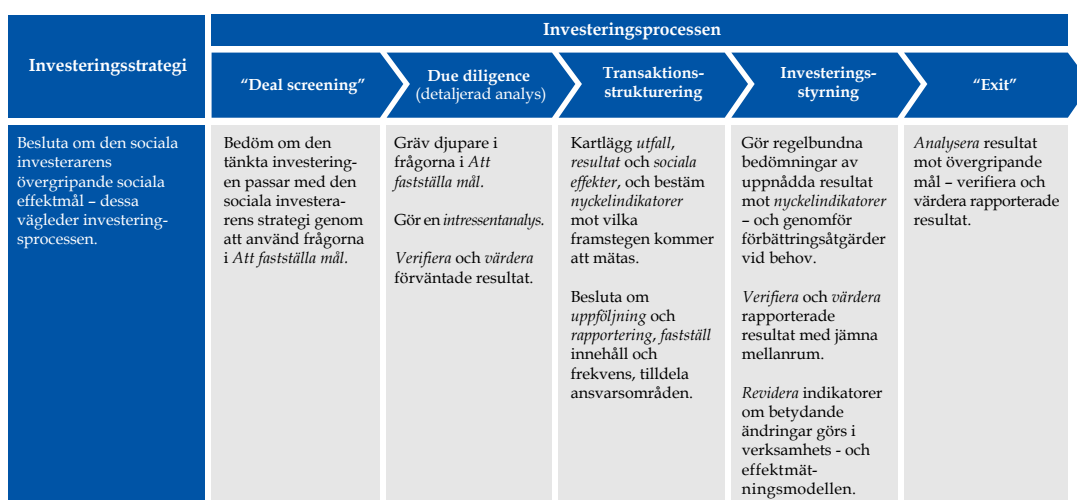 Investeringsstrategi
Investeringsprocessen
“Deal screening”
Due diligence
(detaljerad analys)
Transaktions-
strukturering
Investerings-
styrning
“Exit”
Besluta om den sociala
investerarens
övergripande sociala
effektmål – dessa
vägleder investering-
sprocessen.
Bedöm om den
tänkta investering-
en passar med den
sociala investera-
rens strategi genom
att använd frågorna
i Att fastställa mål.
Gräv djupare i
frågorna i Att
fastställa mål.
Gör en intressentanalys.
Verifiera och värdera
förväntade resultat.
Kartlägg utfall,
resultat och sociala
effekter, och bestäm
nyckelindikatorer
mot vilka
framstegen kommer
att mätas.
Besluta om
uppföljning och
rapportering, fastställ
innehåll och
frekvens, tilldela
ansvarsområden.
Gör regelbundna
bedömningar av
uppnådda resultat
mot nyckelindikatorer
– och genomför
förbättringsåtgärder
vid behov.
Verifiera och värdera
rapporterade
resultat med jämna
mellanrum.
Revidera indikatorer
om betydande
ändringar görs i
verksamhets - och
effektmät-
ningsmodellen.
Analysera resultat
mot övergripande
mål – verifiera och
värdera rapporterade
resultat.